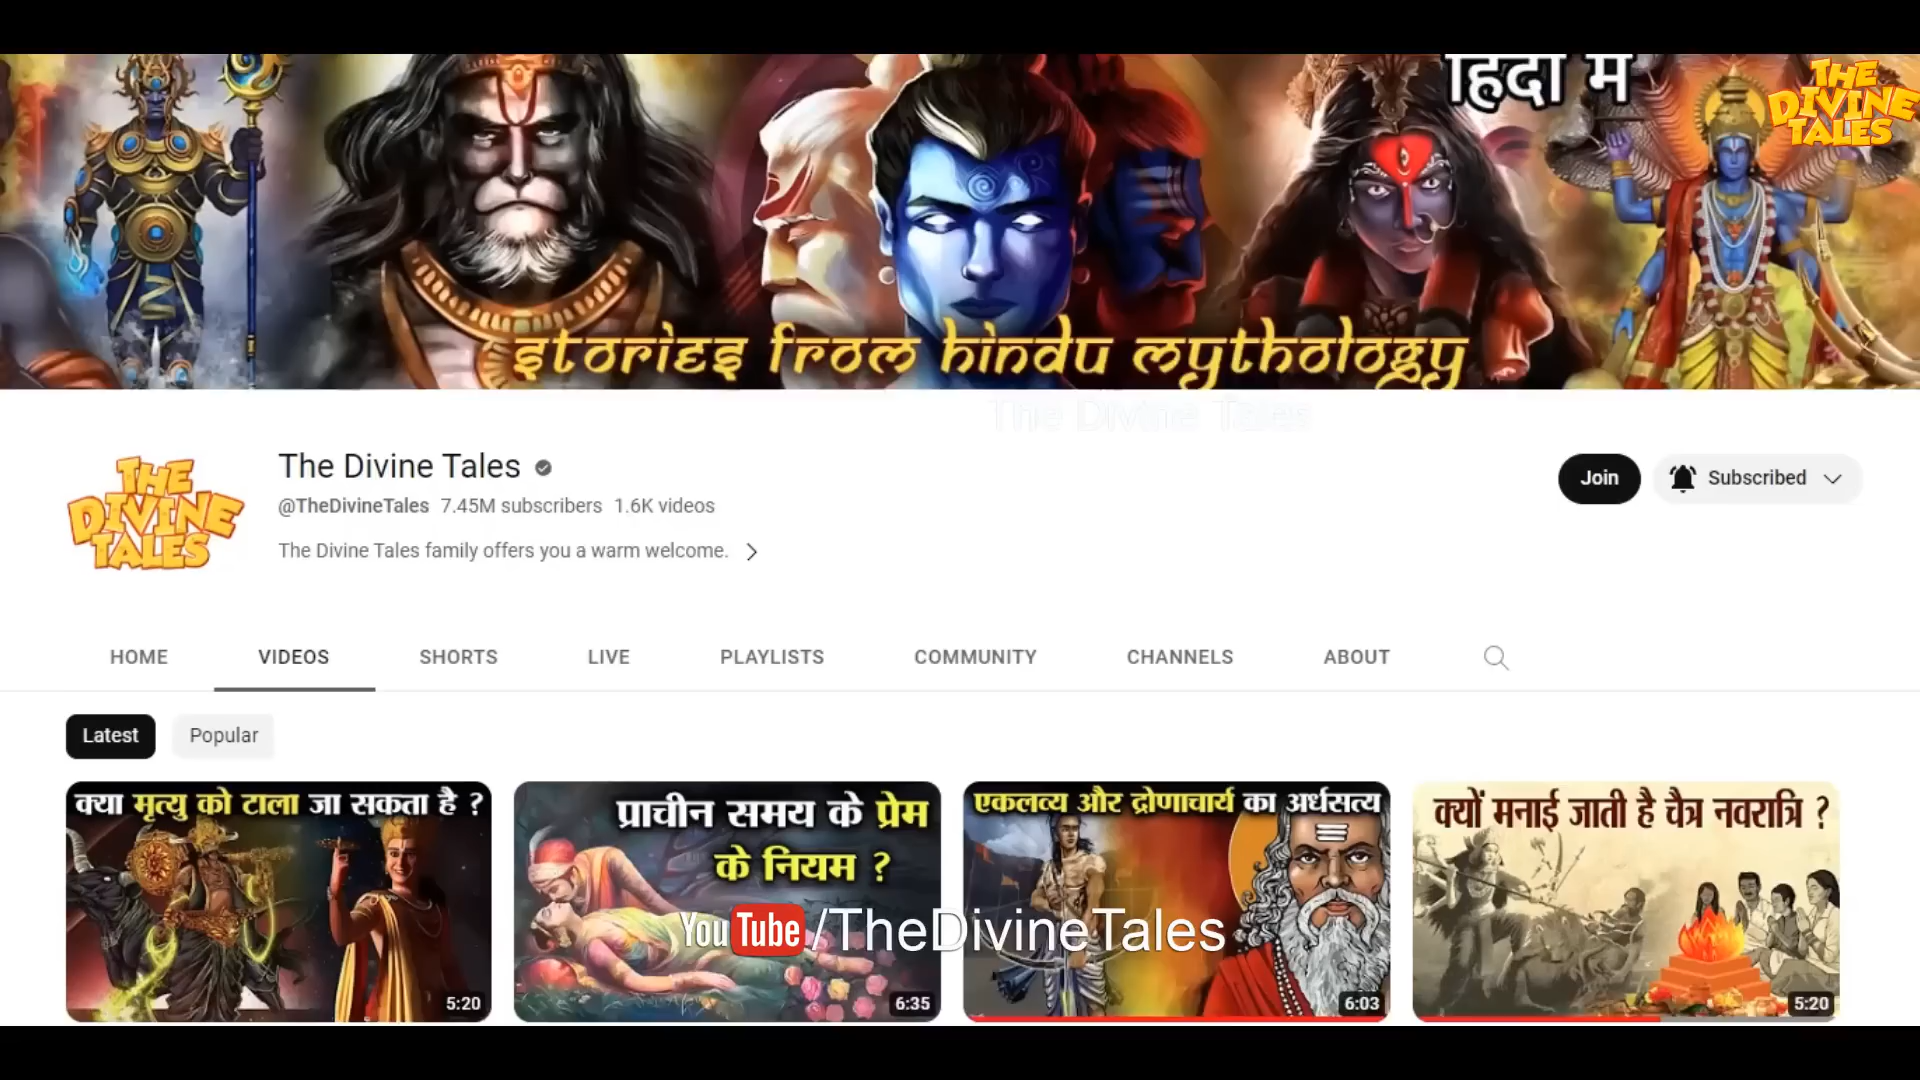 हिंदी में
THE
DIVINE
TALES
stories from hindu mythology
The Divine Tales
THE
DIVINE
TALES
The Divine Tales
@TheDivineTales 7.45M subscribers 1.6K videos
The Divine Tales family offers you a warm welcome.
Join
Subscribed
HOME VIDEOS SHORTS LIVE PLAYLISTS COMMUNITY CHANNELS ABOUT
Latest Popular
क्या मृत्यु को टाला जा सकता है ?
5:20
प्राचीन समय के प्रेम
के नियम ?
6:35
एकलव्य और द्रोणाचार्य का अर्धसत्य
6:03
क्यों मनाई जाती है चैत्र नवरात्रि ?
5:20
YouTube /TheDivineTales